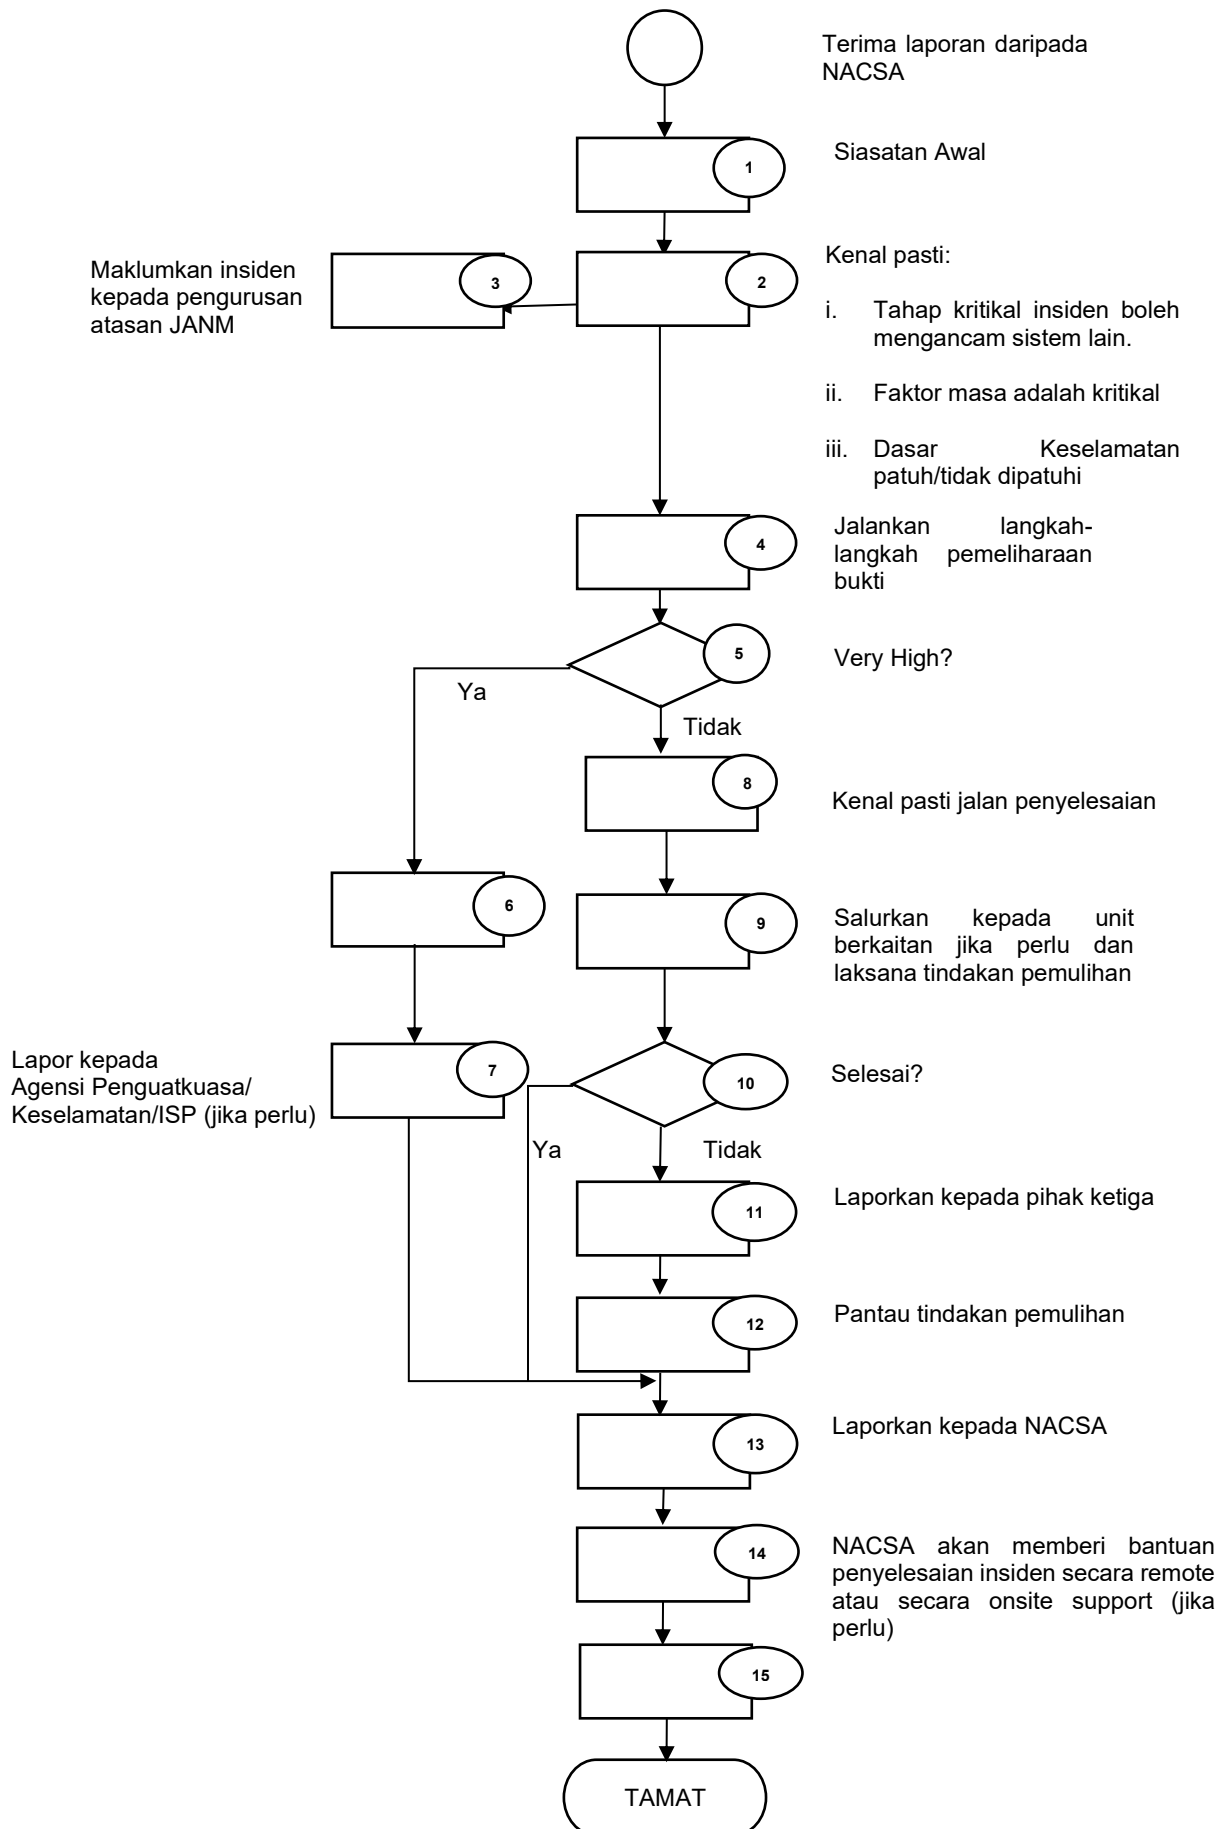 Terima laporan daripada
NACSA
1
Siasatan Awal
Maklumkan insiden
kepada pengurusan
atasan JANM
3
2
Kenal pasti:
i. Tahap kritikal insiden boleh
mengancam sistem lain.
ii. Faktor masa adalah kritikal
iii. Dasar Keselamatan
patuh/tidak dipatuhi
4
Jalankan langkah-
langkah pemeliharaan
bukti
5
Very High?
Ya
Tidak
8
Kenal pasti jalan penyelesaian
6
9
Salurkan kepada unit
berkaitan jika perlu dan
laksana tindakan pemulihan
Lapor kepada
Agensi Penguatkuasa/
Keselamatan/ISP (jika perlu)
7
10
Selesai?
Ya
Tidak
11
Laporkan kepada pihak ketiga
12
Pantau tindakan pemulihan
13
Laporkan kepada NACSA
14
NACSA akan memberi bantuan
penyelesaian insiden secara remote
atau secara onsite support (jika
perlu)
15
TAMAT